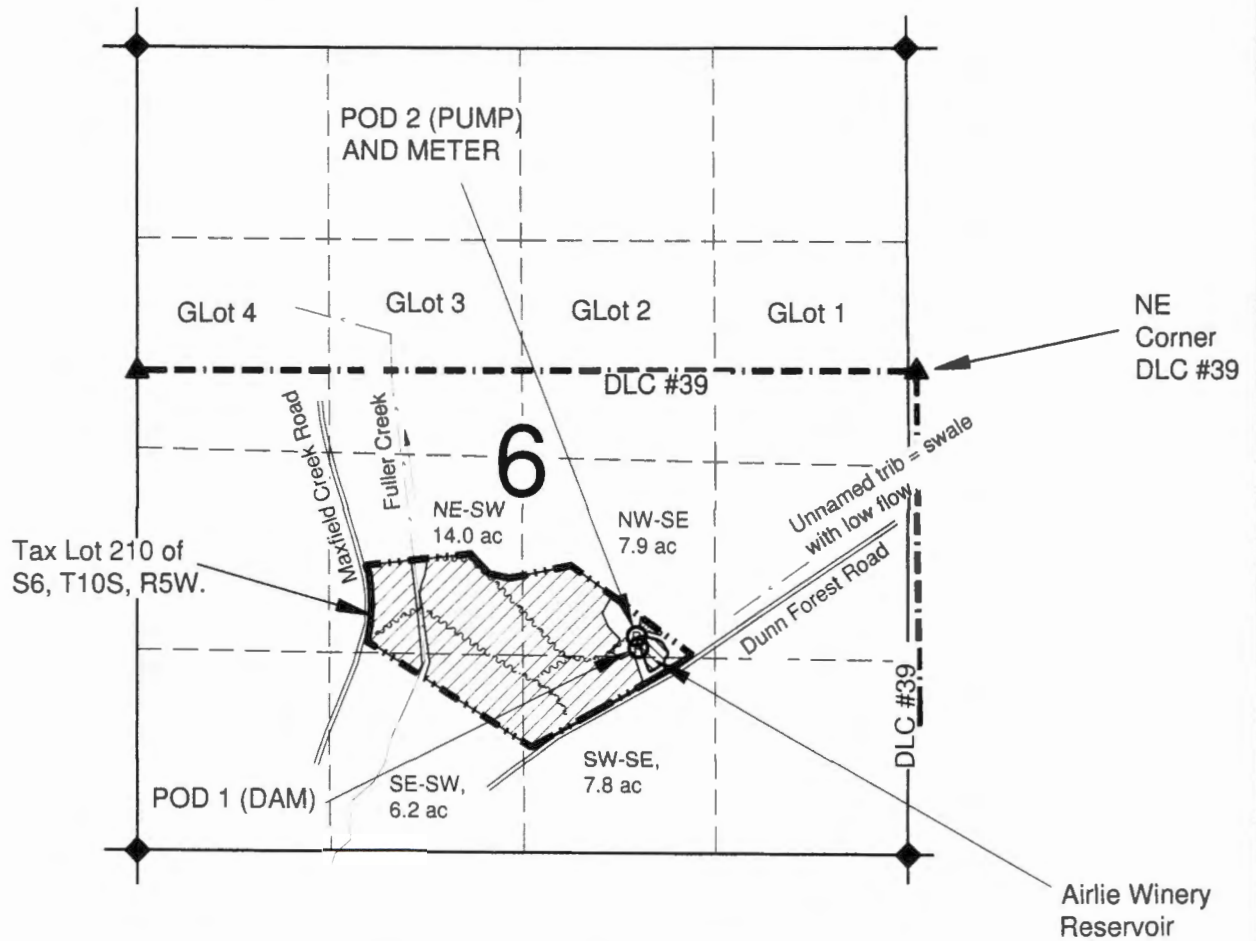 POD 2 (PUMP)
AND METER
GLot 4
GLot 3
GLot 2
GLot 1
NE
Corner
DLC #39
DLC #39
Maxfield Creek Road
Fuller Creek
6
Unnamed trib = swale
with low flow
Dunn Forest Road
NE-SW
14.0 ac
NW-SE
7.9 ac
Tax Lot 210 of
S6, T10S, R5W.
DLC #39
POD 1 (DAM)
SE-SW,
6.2 ac
SW-SE,
7.8 ac
Airlie Winery
Reservoir